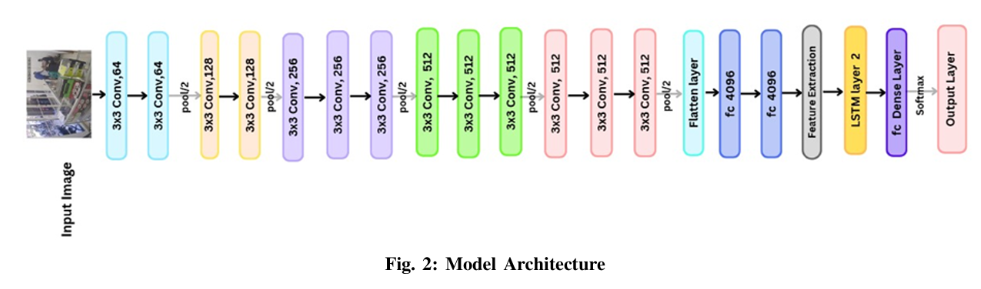 Input Image
3x3 Conv,64
3x3 Conv,64
pool/2
3x3 Conv,128
3x3 Conv,128
pool/2
3x3 Conv, 256
3x3 Conv, 256
3x3 Conv, 256
pool/2
3x3 Conv, 512
3x3 Conv, 512
3x3 Conv, 512
pool/2
3x3 Conv, 512
3x3 Conv, 512
3x3 Conv, 512
pool/2
Flatten layer
fc 4096
fc 4096
Feature Extraction
LSTM layer 2
fc Dense Layer
Softmax
Output Layer
Fig. 2: Model Architecture